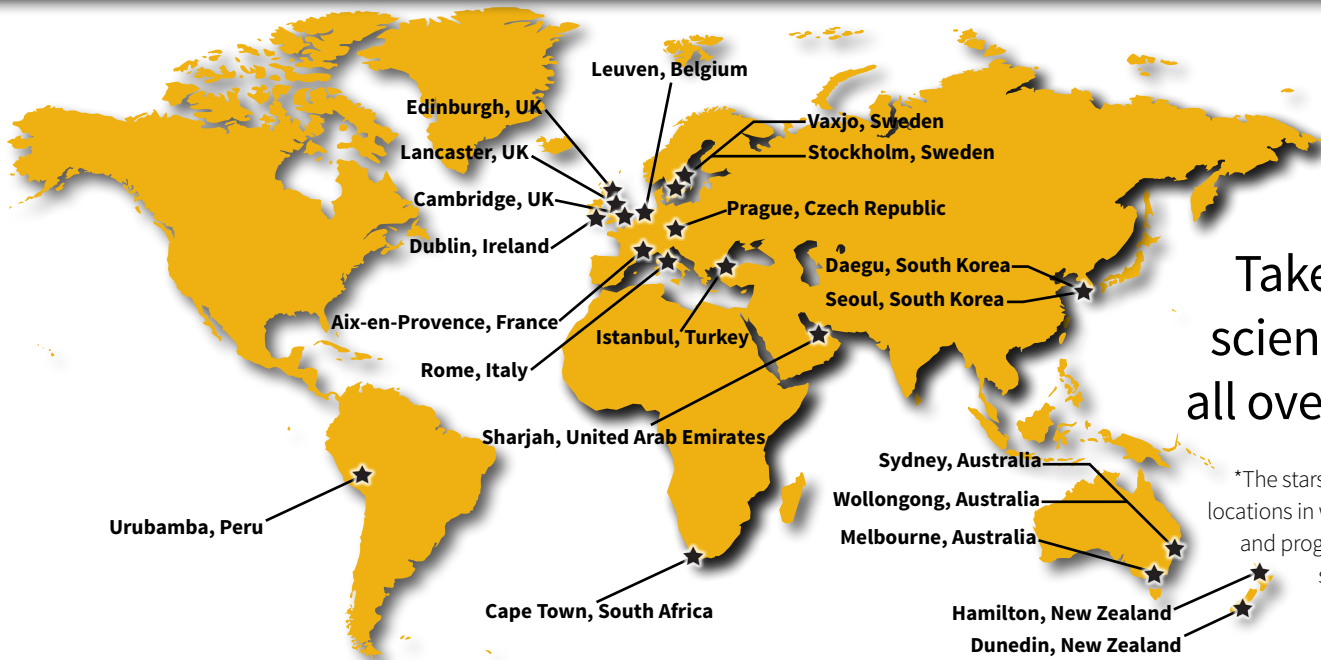 Leuven, Belgium
Edinburgh, UK
Vaxjo, Sweden
Lancaster, UK
Stockholm, Sweden
Cambridge, UK
Prague, Czech Republic
Dublin, Ireland
Daegu, South Korea
Seoul, South Korea
Aix-en-Provence, France
Istanbul, Turkey
Rome, Italy
Sharjah, United Arab Emirates
Urubamba, Peru
Cape Town, South Africa
Sydney, Australia
Wollongong, Australia
Melbourne, Australia
Hamilton, New Zealand
Dunedin, New Zealand
Take
scien
all ove
*The stars
locations in
and prog